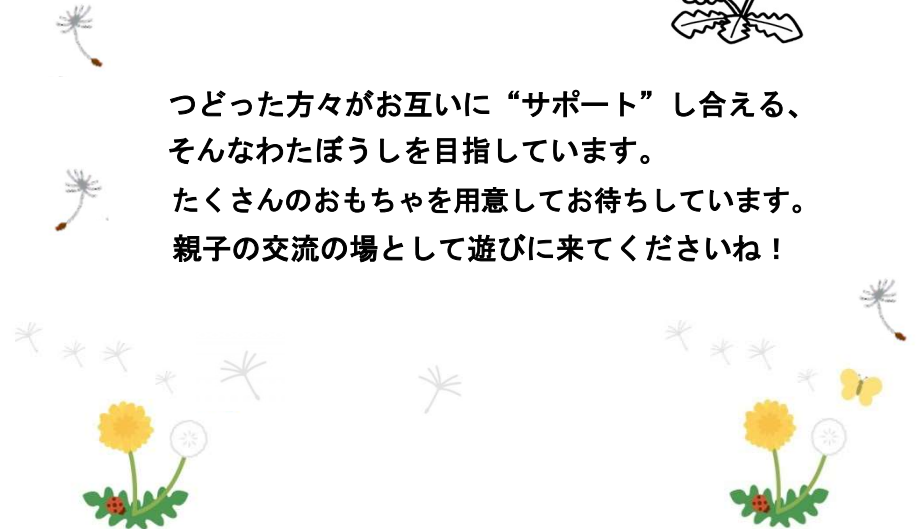 つどった方々がお互いに“サポート”し合える、
そんなわたぼうしを目指しています。
たくさんのおもちゃを用意してお待ちしています。
親子の交流の場として遊びに来てくださいね！